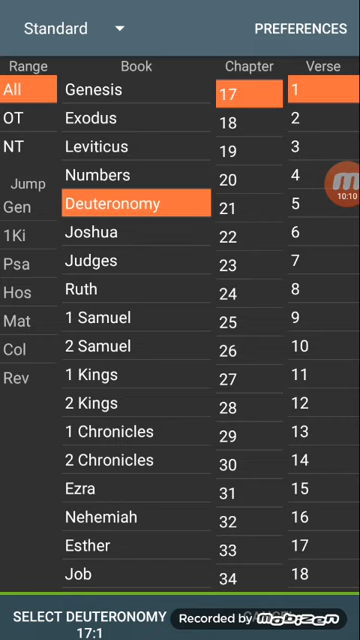 Standard PREFERENCES
Range Book Chapter Verse
All Genesis 17 1
OT Exodus 18 2
NT Leviticus 19 3
Numbers 20 4
Jump
Gen Deuteronomy 21 5
10:10
1Ki Joshua 22 6
Psa Judges 23 7
Hos Ruth 24 8
Mat 1 Samuel 25 9
Col 2 Samuel 26 10
Rev 1 Kings 27 11
2 Kings 28 12
1 Chronicles 29 13
2 Chronicles 30 14
Ezra 31 15
Nehemiah 32 16
Esther 33 17
Job 34 18
SELECT DEUTERONOMY 17:1
CANCEL
Recorded by mobizen